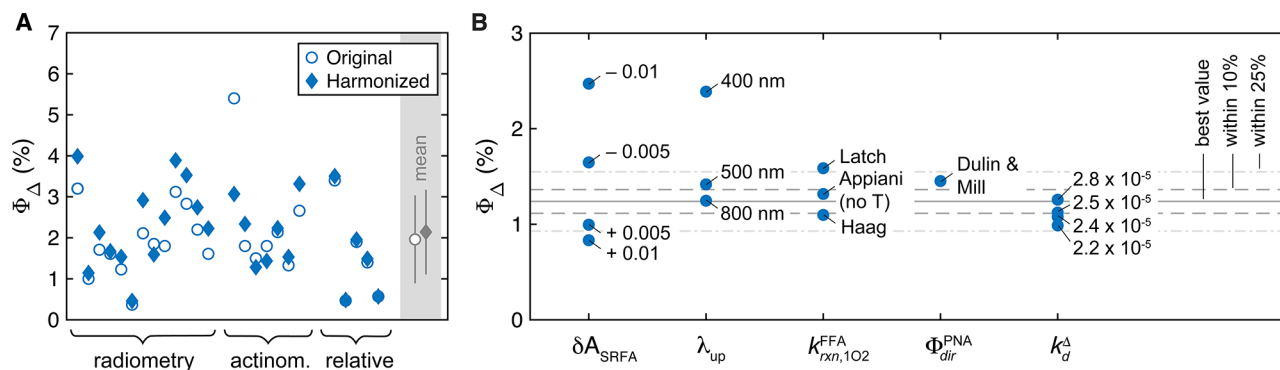 A
7
6
5
4
3
2
1
0
Φ_Δ (%)
Original
Harmonized
mean
radiometry
actinom.
relative
B
3
2
1
0
Φ_Δ (%)
– 0.01
– 0.005
+ 0.005
+ 0.01
400 nm
500 nm
800 nm
Latch
Appiani
(no T)
Haag
Dulin &
Mill
2.8 x 10⁻⁵
2.5 x 10⁻⁵
2.4 x 10⁻⁵
2.2 x 10⁻⁵
best value
within 10%
within 25%
δA_SRFA
λ_up
k^FFA_rxn,1O2
Φ^PNA_dir
k^Δ_d